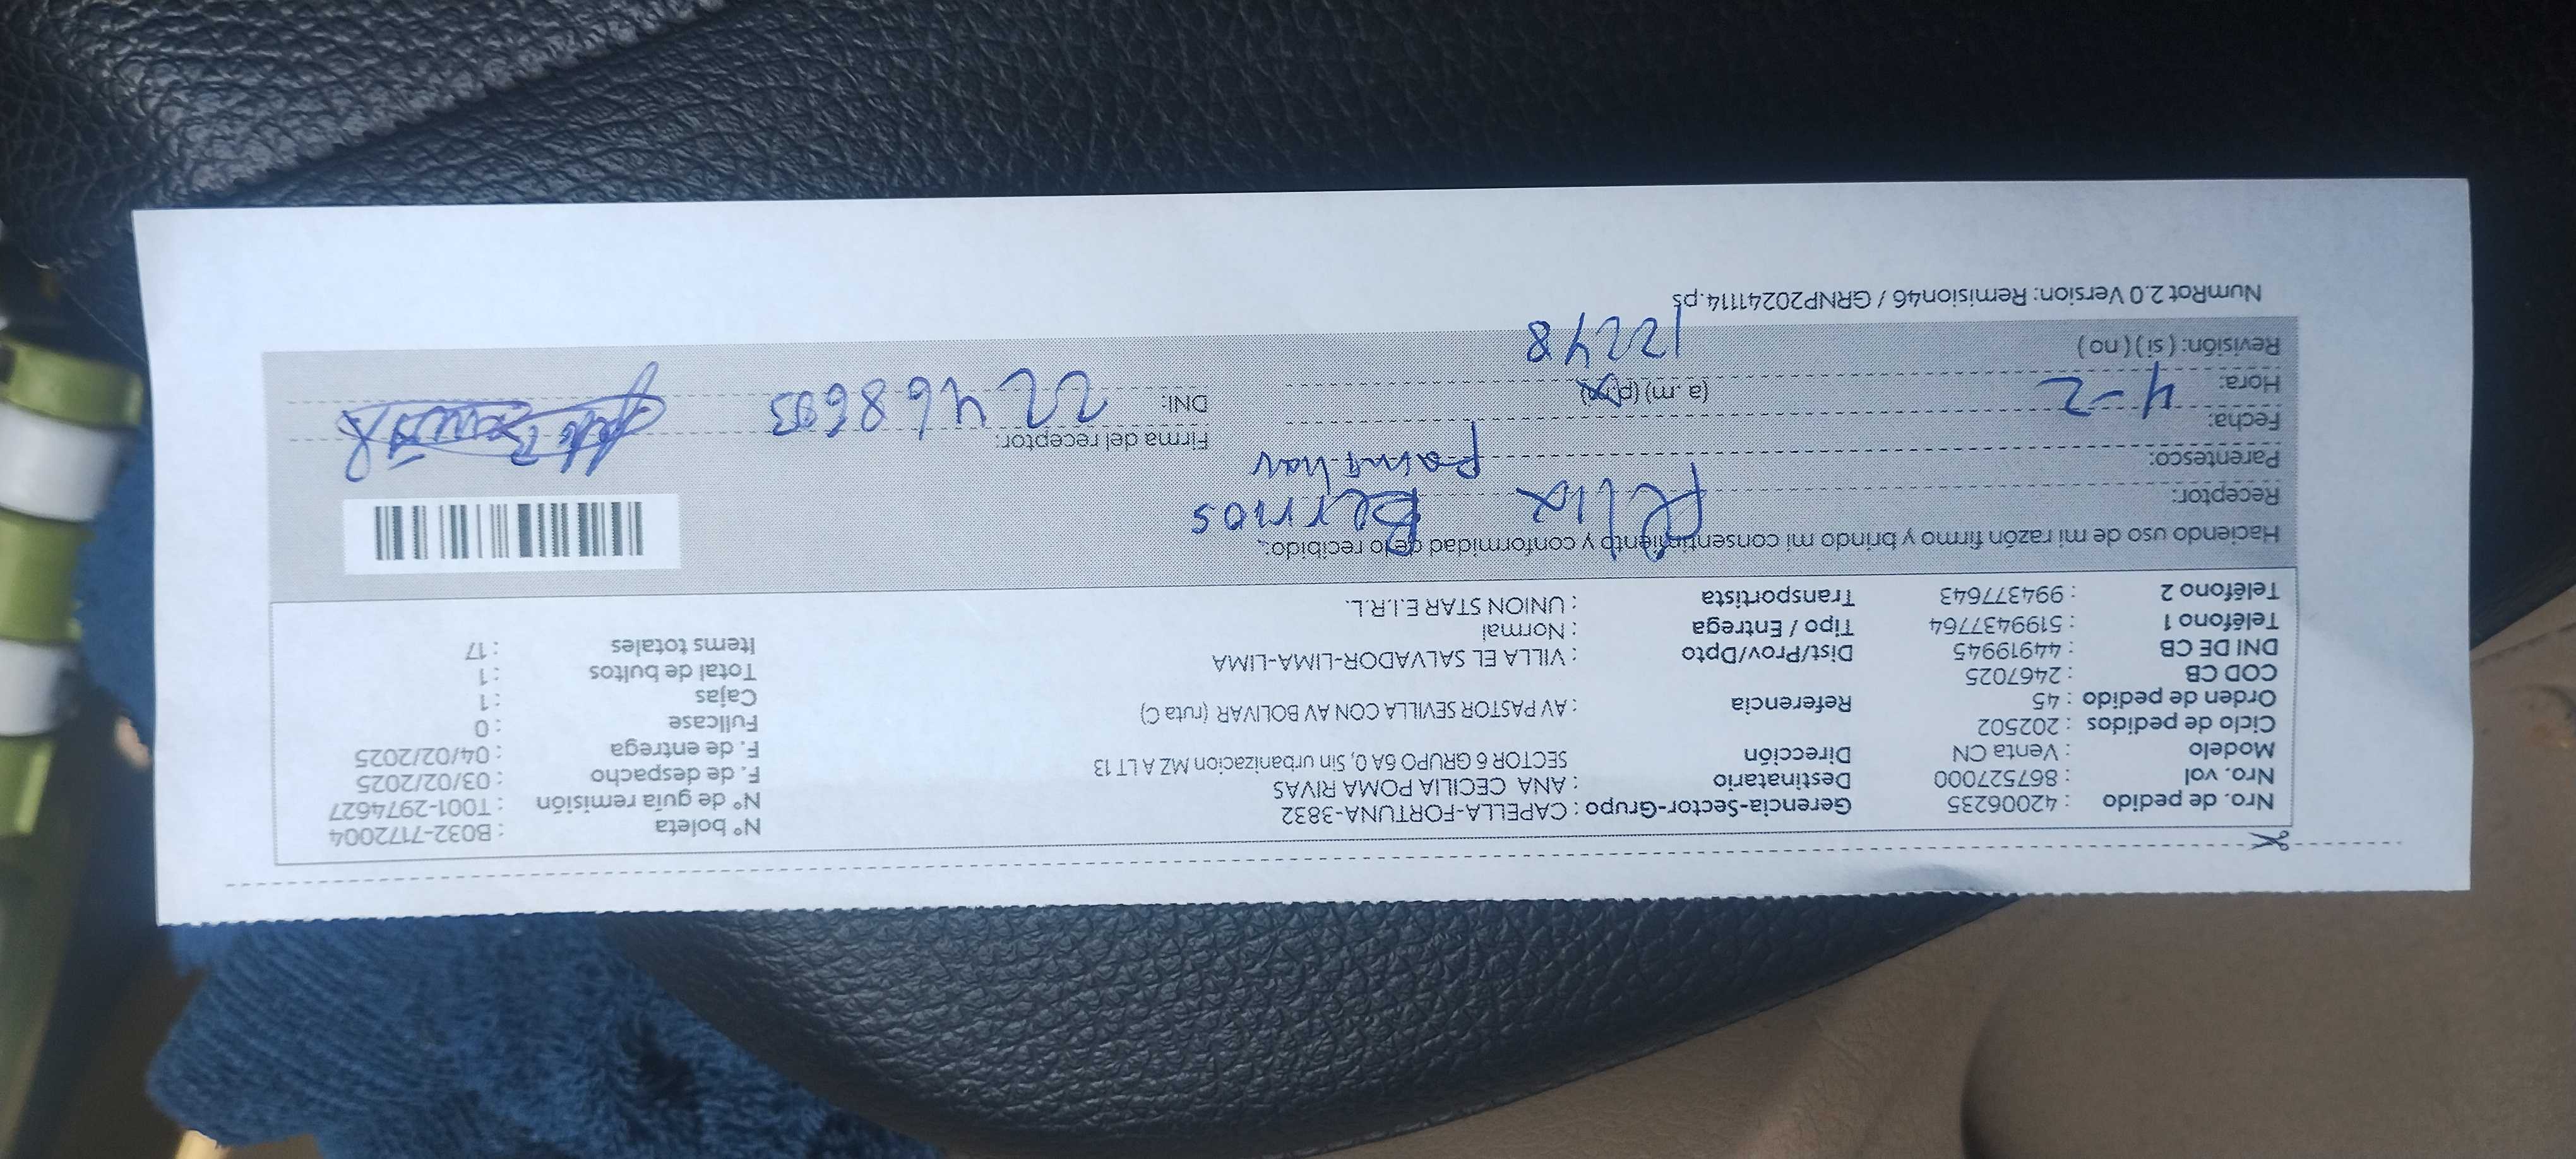 Nro. de pedido : 42006235 Gerencia-Sector-Grupo : CAPELLA-FORTUNA-3832 N° boleta : B032-7172004
Nro. vol : 867527000 Destinatario : ANA CECILIA POMA RIVAS N° de guía remisión : T001-2974627
Modelo : Venta CN Dirección SECTOR 6 GRUPO 6A 0, Sin urbanizacion MZ A LT 13 F. de despacho : 03/02/2025
Ciclo de pedidos : 202502 F. de entrega : 04/02/2025
Orden de pedido : 45 Referencia : AV PASTOR SEVILLA CON AV BOLIVAR (ruta C) Fullcase : 0
COD CB : 2467025 Cajas : 1
DNI DE CB : 44919945 Dist/Prov/Dpto : VILLA EL SALVADOR-LIMA-LIMA Total de bultos : 1
Teléfono 1 : 5199437764 Tipo / Entrega : Normal Items totales : 17
Teléfono 2 : 994377643 Transportista : UNION STAR E.I.R.L.
Haciendo uso de mi razón firmo y brindo mi consentimiento y conformidad de lo recibido:
Receptor: Felix Berrios
Parentesco: familiar
Fecha: 4-2 Firma del receptor:
Hora: (a .m) (p.m) DNI: 22468603
Revisión: ( si ) ( no ) 12248
NumRot 2.0 Version: Remision46 / GRNP20241114.ps